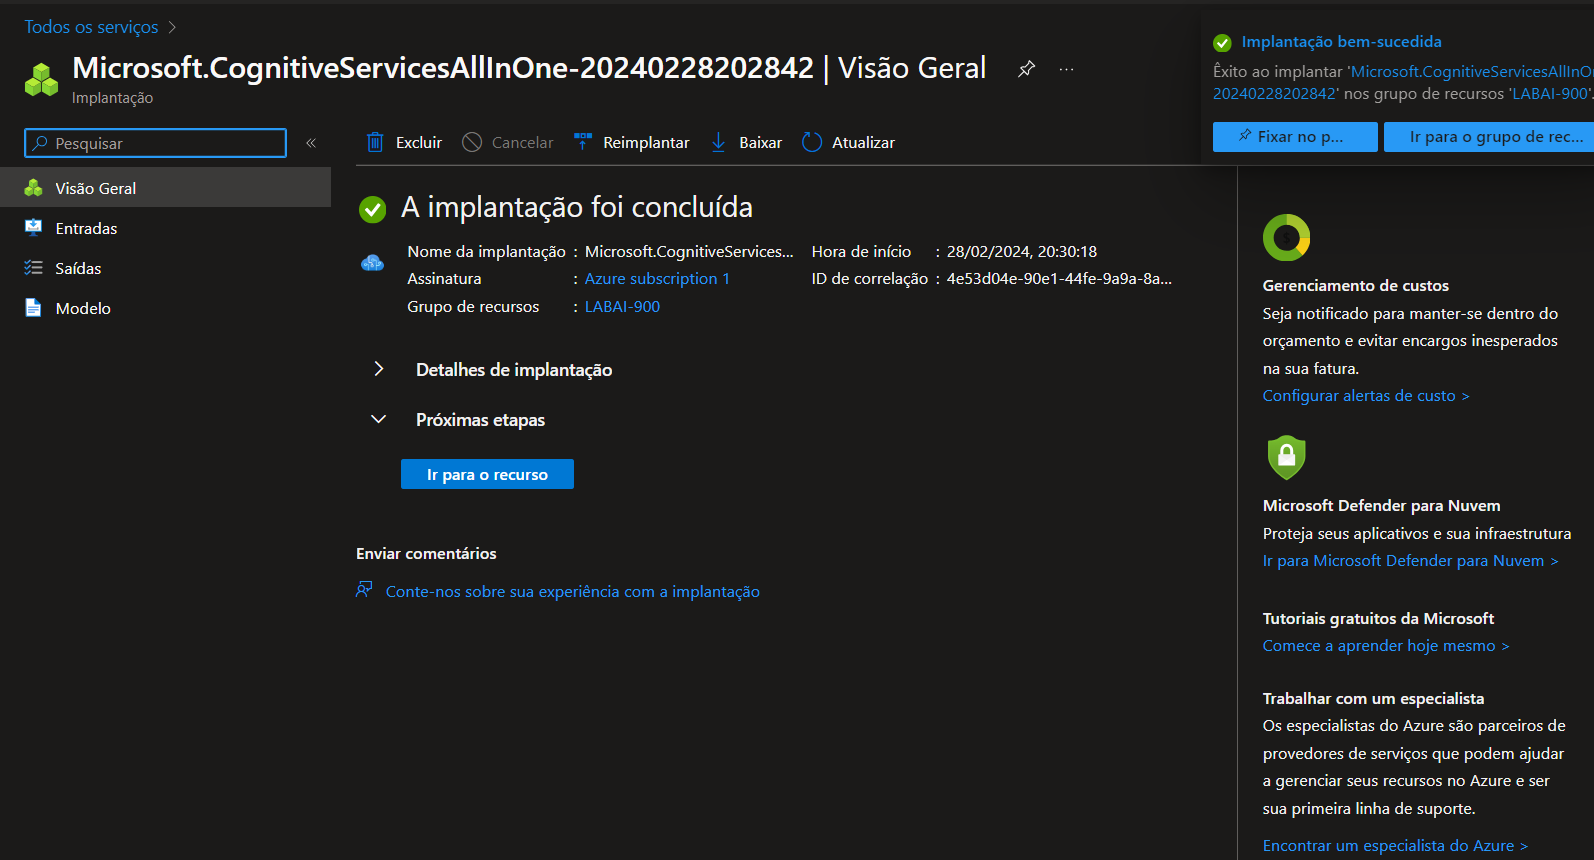 Todos os serviços >
Microsoft.CognitiveServicesAllInOne-20240228202842 | Visão Geral
Implantação
Pesquisar
Visão Geral
Entradas
Saídas
Modelo
Excluir
Cancelar
Reimplantar
Baixar
Atualizar
A implantação foi concluída
Nome da implantação : Microsoft.CognitiveServices...
Assinatura : Azure subscription 1
Grupo de recursos : LABAI-900
Hora de início : 28/02/2024, 20:30:18
ID de correlação : 4e53d04e-90e1-44fe-9a9a-8a...
Detalhes de implantação
Próximas etapas
Ir para o recurso
Enviar comentários
Conte-nos sobre sua experiência com a implantação
Implantação bem-sucedida
Êxito ao implantar 'Microsoft.CognitiveServicesAllInO
20240228202842' nos grupo de recursos 'LABAI-900'.
Fixar no p...
Ir para o grupo de rec...
Gerenciamento de custos
Seja notificado para manter-se dentro do
orçamento e evitar encargos inesperados
na sua fatura.
Configurar alertas de custo >
Microsoft Defender para Nuvem
Proteja seus aplicativos e sua infraestrutura
Ir para Microsoft Defender para Nuvem >
Tutoriais gratuitos da Microsoft
Comece a aprender hoje mesmo >
Trabalhar com um especialista
Os especialistas do Azure são parceiros de
provedores de serviços que podem ajudar
a gerenciar seus recursos no Azure e ser
sua primeira linha de suporte.
Encontrar um especialista do Azure >